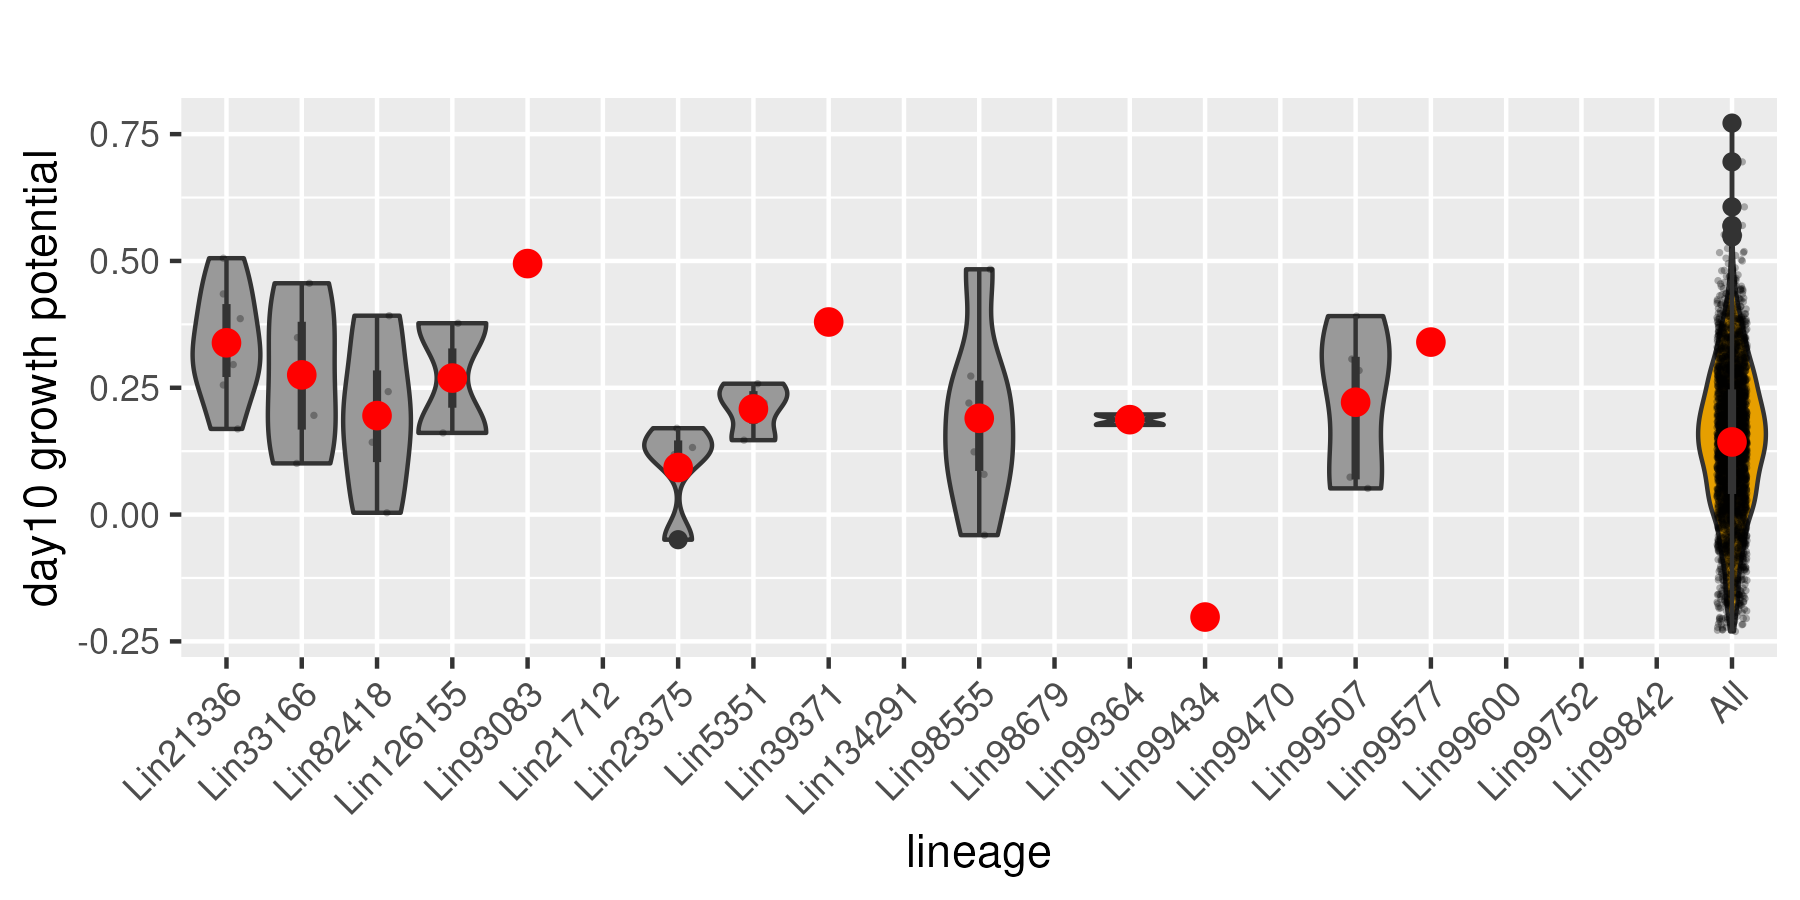 day10 growth potential
0.75
0.50
0.25
0.00
-0.25
Lin21336
Lin33166
Lin82418
Lin126155
Lin93083
Lin21712
Lin23375
Lin5351
Lin39371
Lin134291
Lin98555
Lin98679
Lin99364
Lin99434
Lin99470
Lin99507
Lin99577
Lin99600
Lin99752
Lin99842
All
lineage